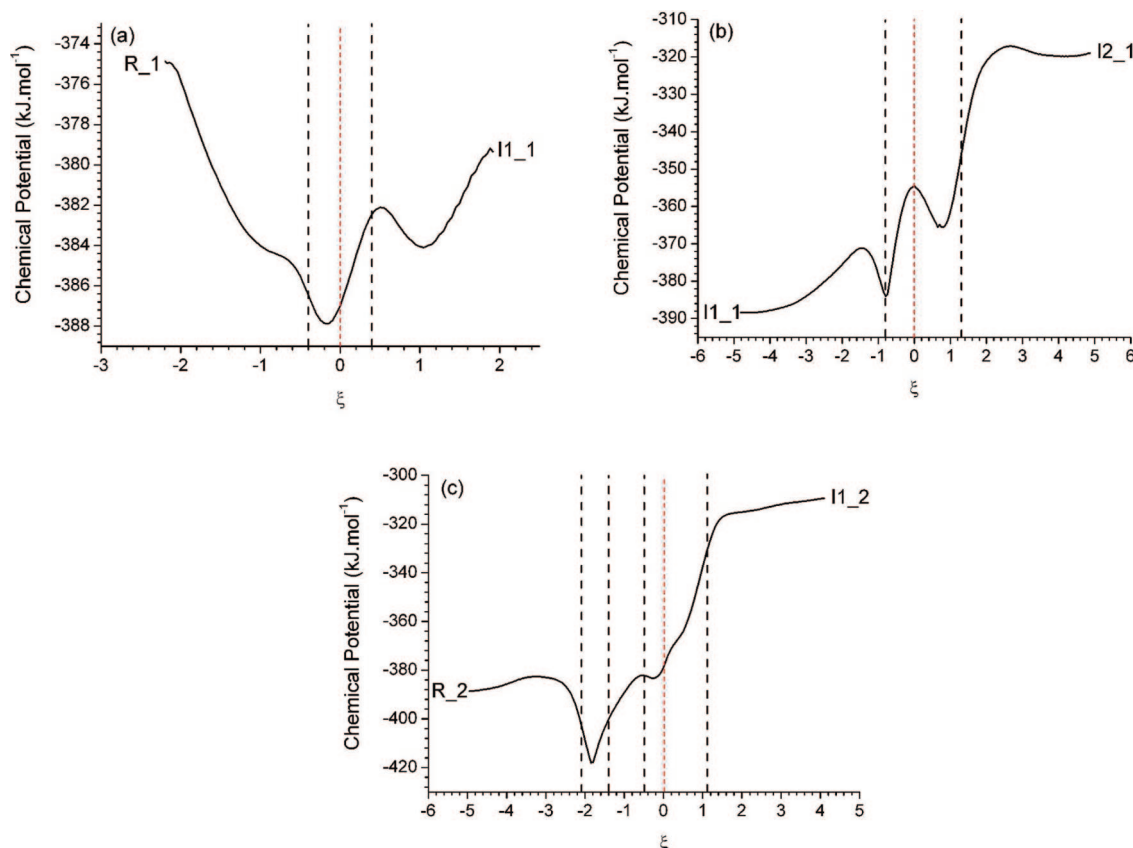 (a)
Chemical Potential (kJ.mol⁻¹)
-374
-376
-378
-380
-382
-384
-386
-388
R_1
I1_1
-3 -2 -1 0 1 2
ξ
(b)
Chemical Potential (kJ.mol⁻¹)
-310
-320
-330
-340
-350
-360
-370
-380
-390
I1_1
I2_1
-6 -5 -4 -3 -2 -1 0 1 2 3 4 5 6
ξ
(c)
Chemical Potential (kJ.mol⁻¹)
-300
-320
-340
-360
-380
-400
-420
R_2
I1_2
-6 -5 -4 -3 -2 -1 0 1 2 3 4 5
ξ